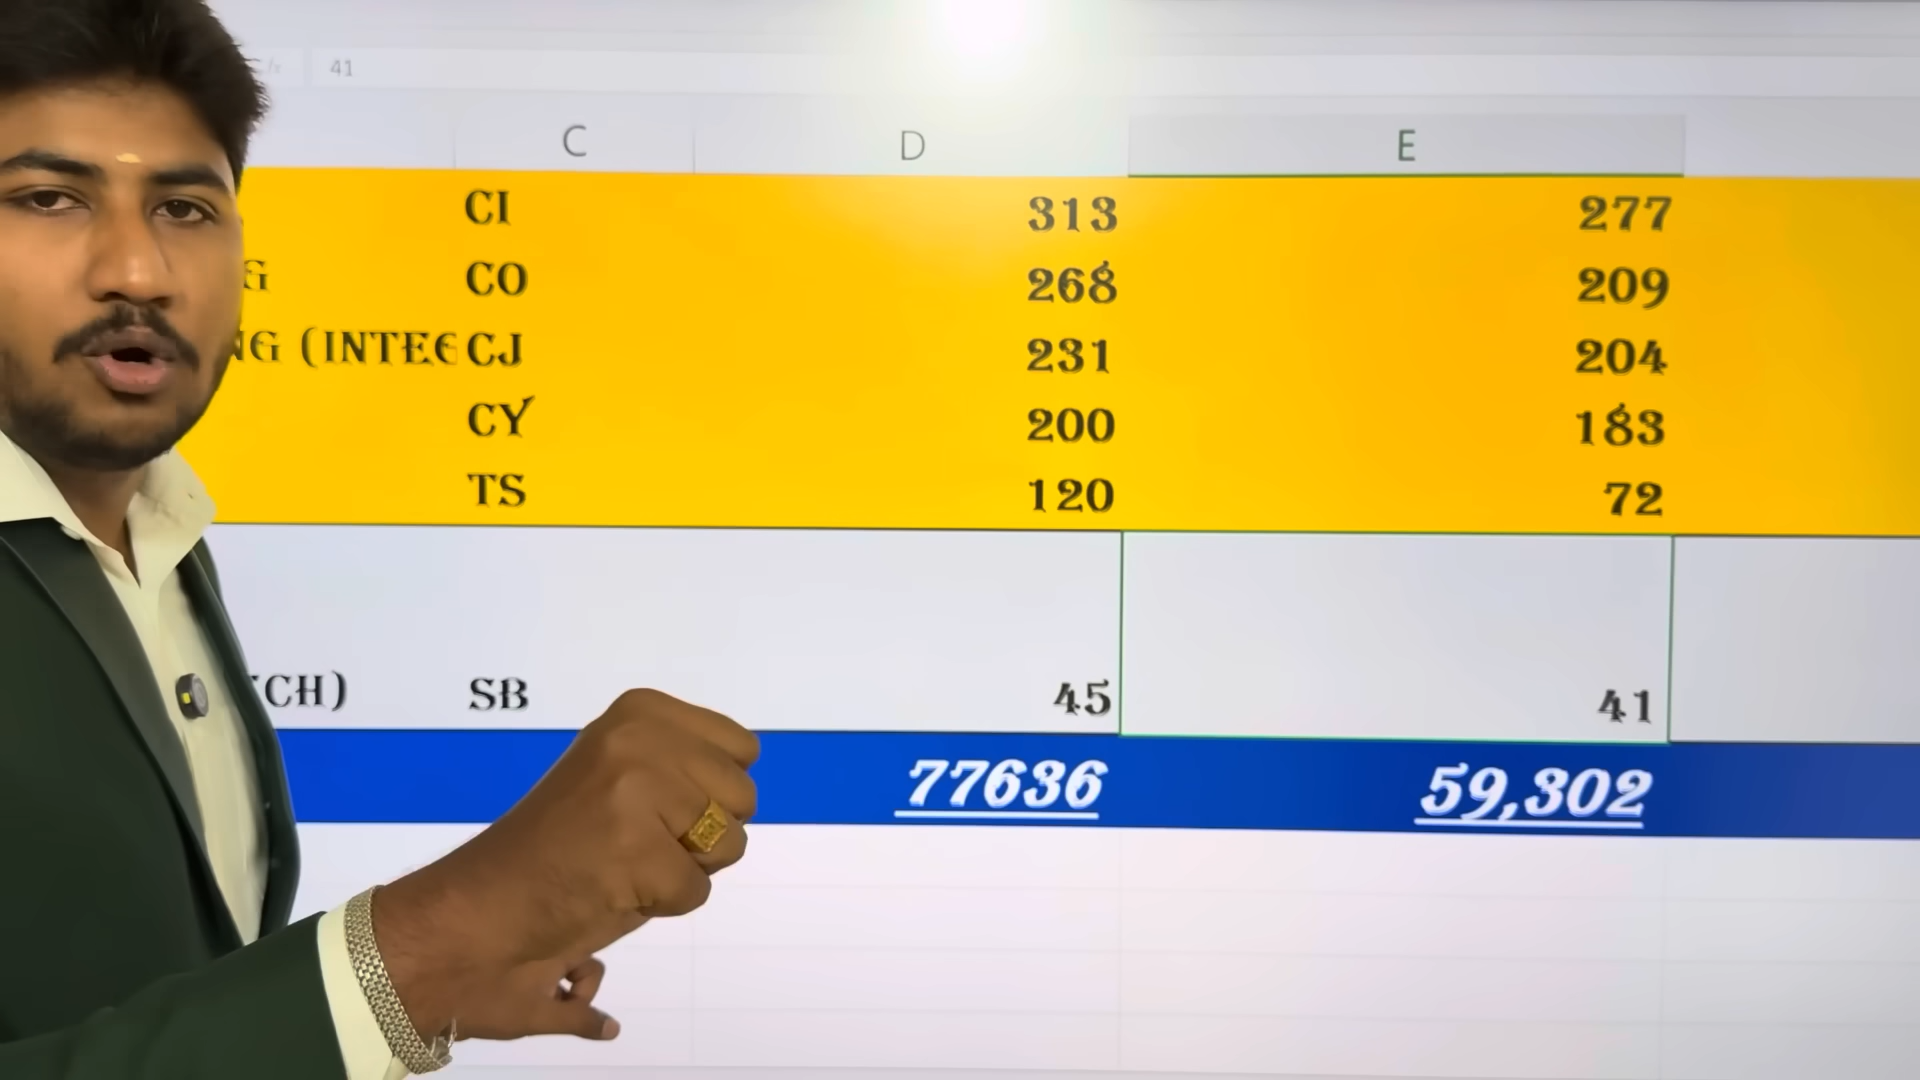 41
C D E
CI 313 277
G CO 268 209
NG (INTEG CJ 231 204
CY 200 183
TS 120 72
CH) SB 45 41
77636 59,302